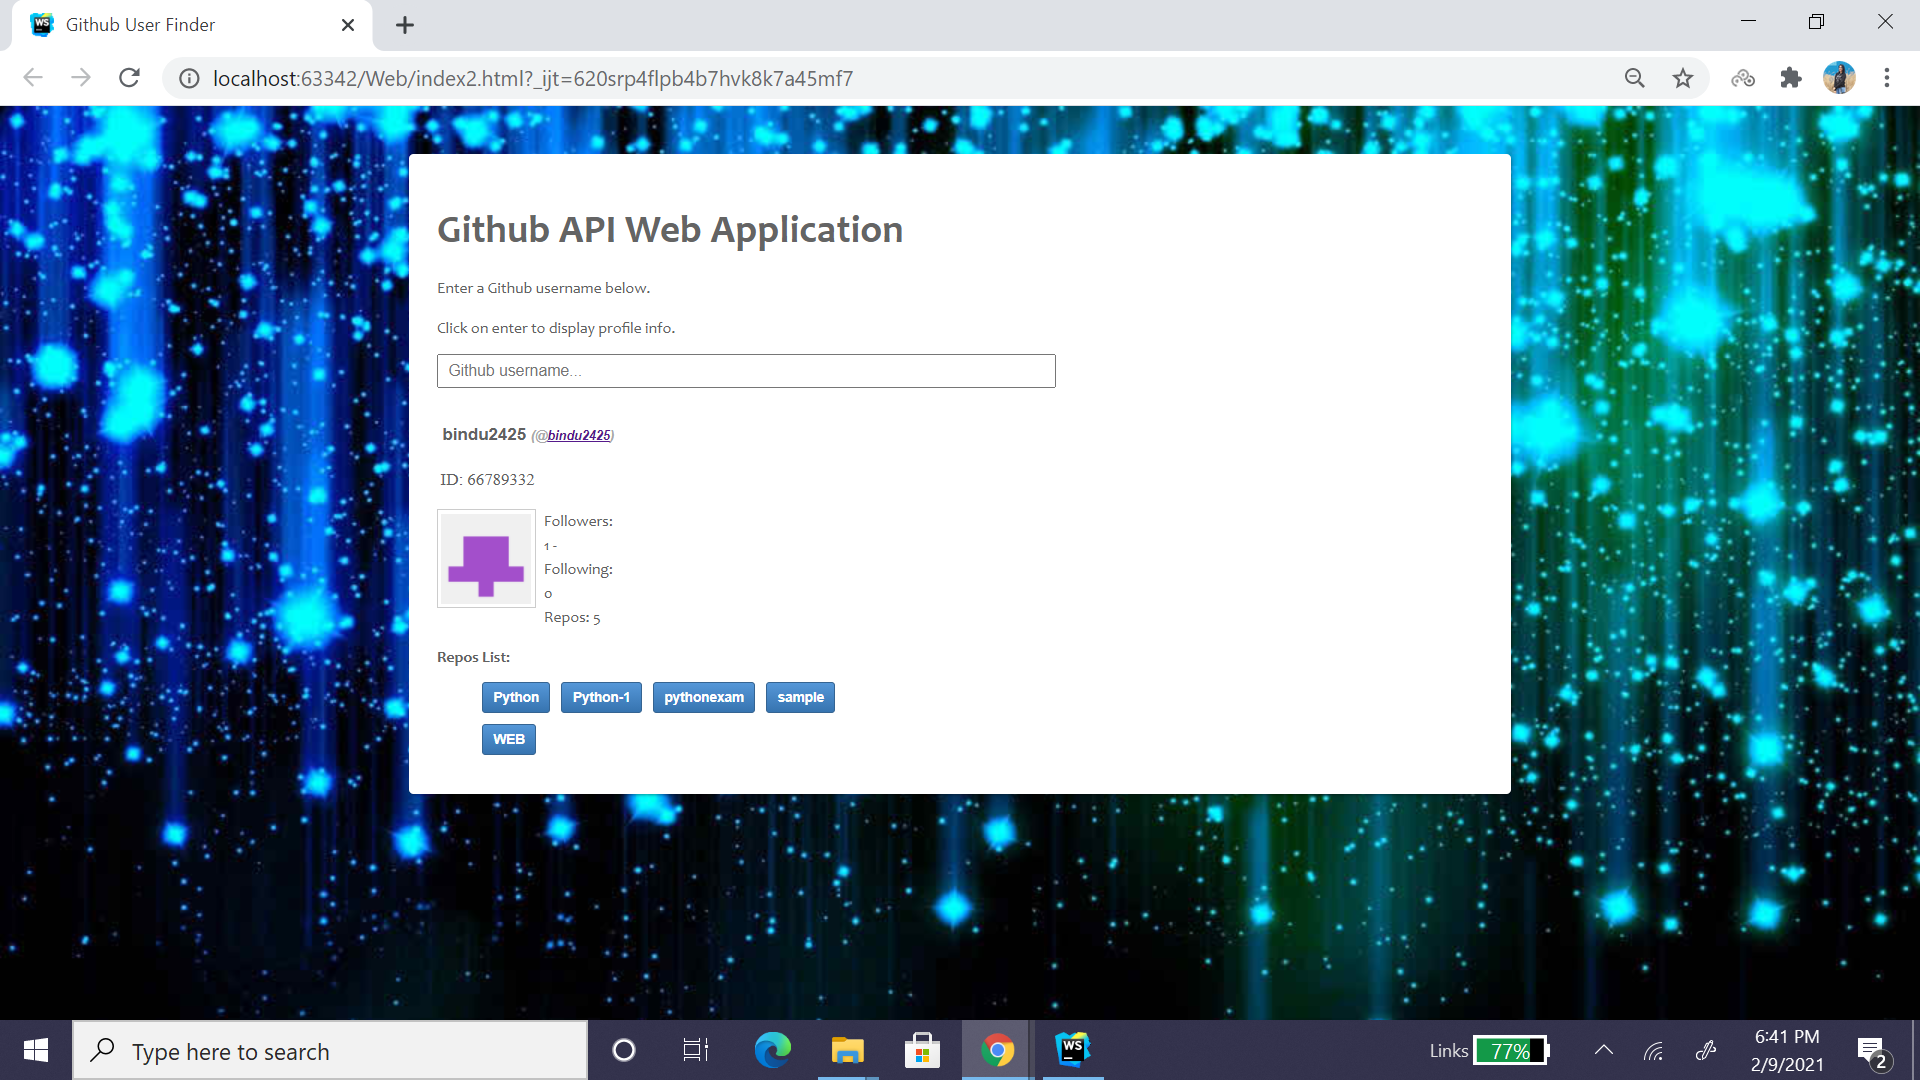 WS Github User Finder
localhost:63342/Web/index2.html?_ijt=620srp4flpb4b7hvk8k7a45mf7
Github API Web Application
Enter a Github username below.
Click on enter to display profile info.
Github username...
bindu2425 (@bindu2425)
ID: 66789332
Followers:
1 -
Following:
0
Repos: 5
Repos List:
Python Python-1 pythonexam sample
WEB
Type here to search
WS
Links 77%
6:41 PM
2/9/2021
2